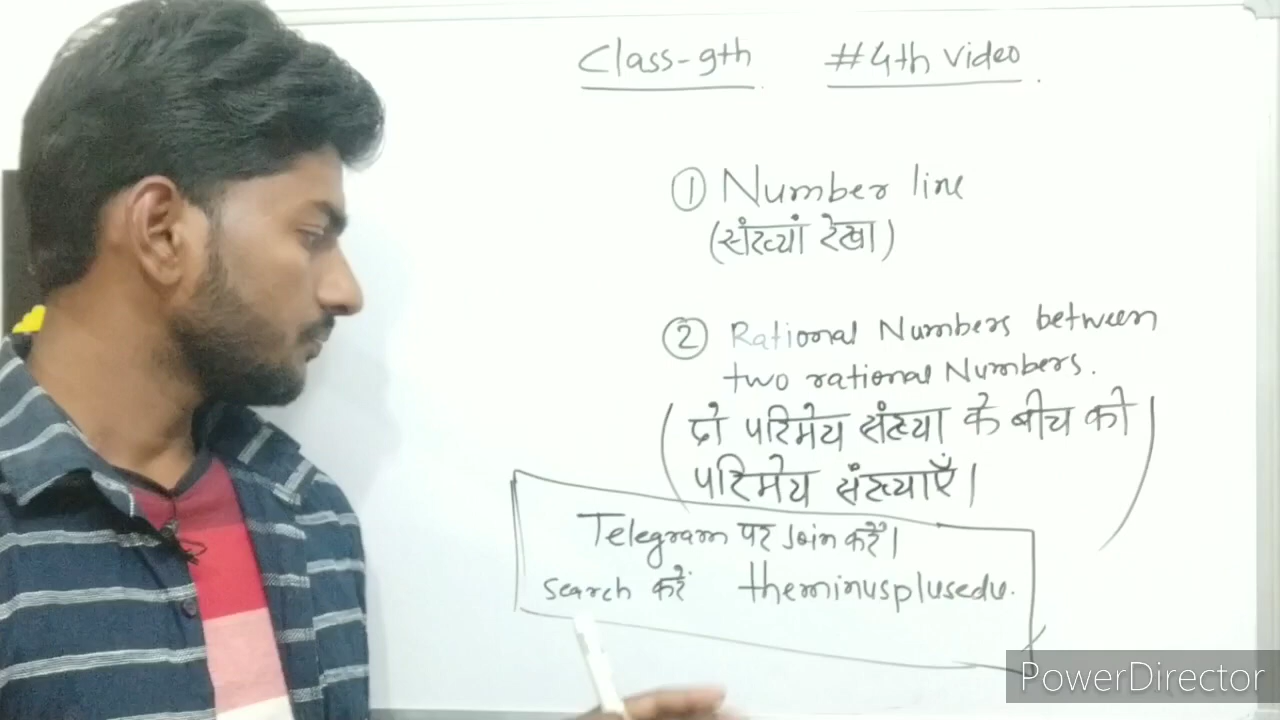 Class-9th #4th video
① Number line
(संख्यां रेखा)
② Rational Numbers between
two rational Numbers.
(दो परिमेय संख्या के बीच की
परिमेय संख्याएँ।)
Telegram पर Join करें।
search करें theminusplusedu.
PowerDirector